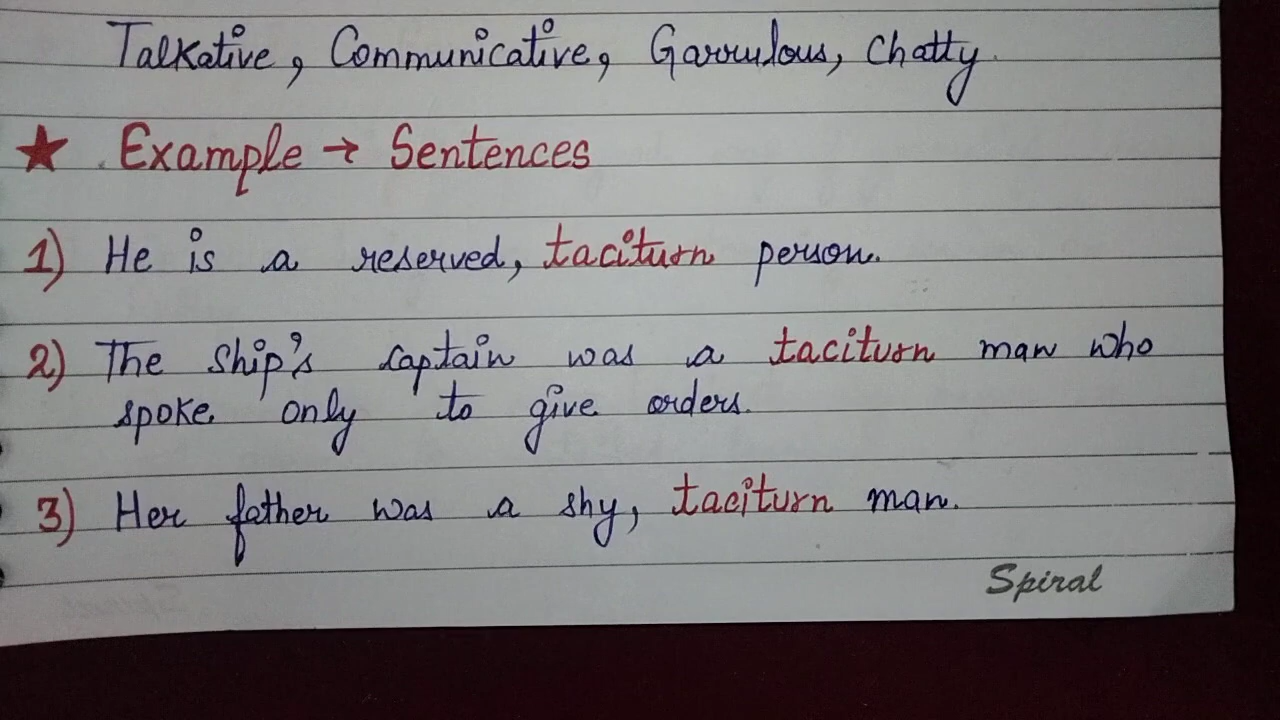 Talkative, Communicative, Garrulous, Chatty.
★ Example → Sentences
1) He is a reserved, taciturn person.
2) The ship's captain was a taciturn man who
spoke only to give orders.
3) Her father was a shy, taciturn man.
Spiral